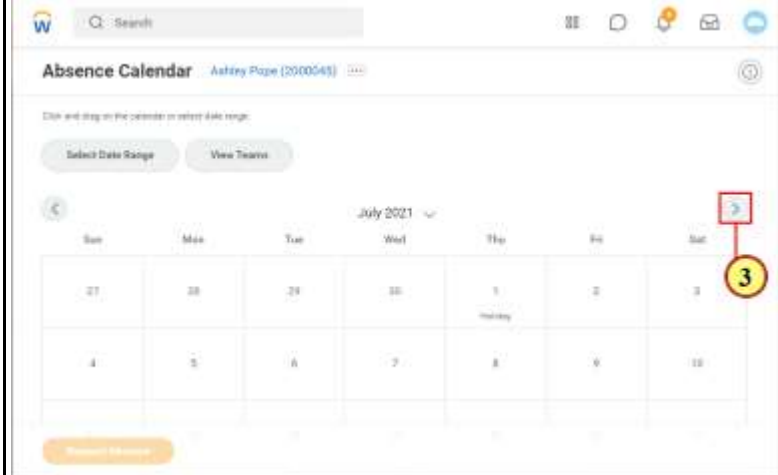 W Search
Absence Calendar Ashley Pope (2000045)
Click and drag on the calendar or select date range.
Select Date Range View Teams
July 2021
Sun Mon Tue Wed Thu Fri Sat
3
27 28 29 30 1 2 3
Holiday
4 5 6 7 8 9 10
Request Absence